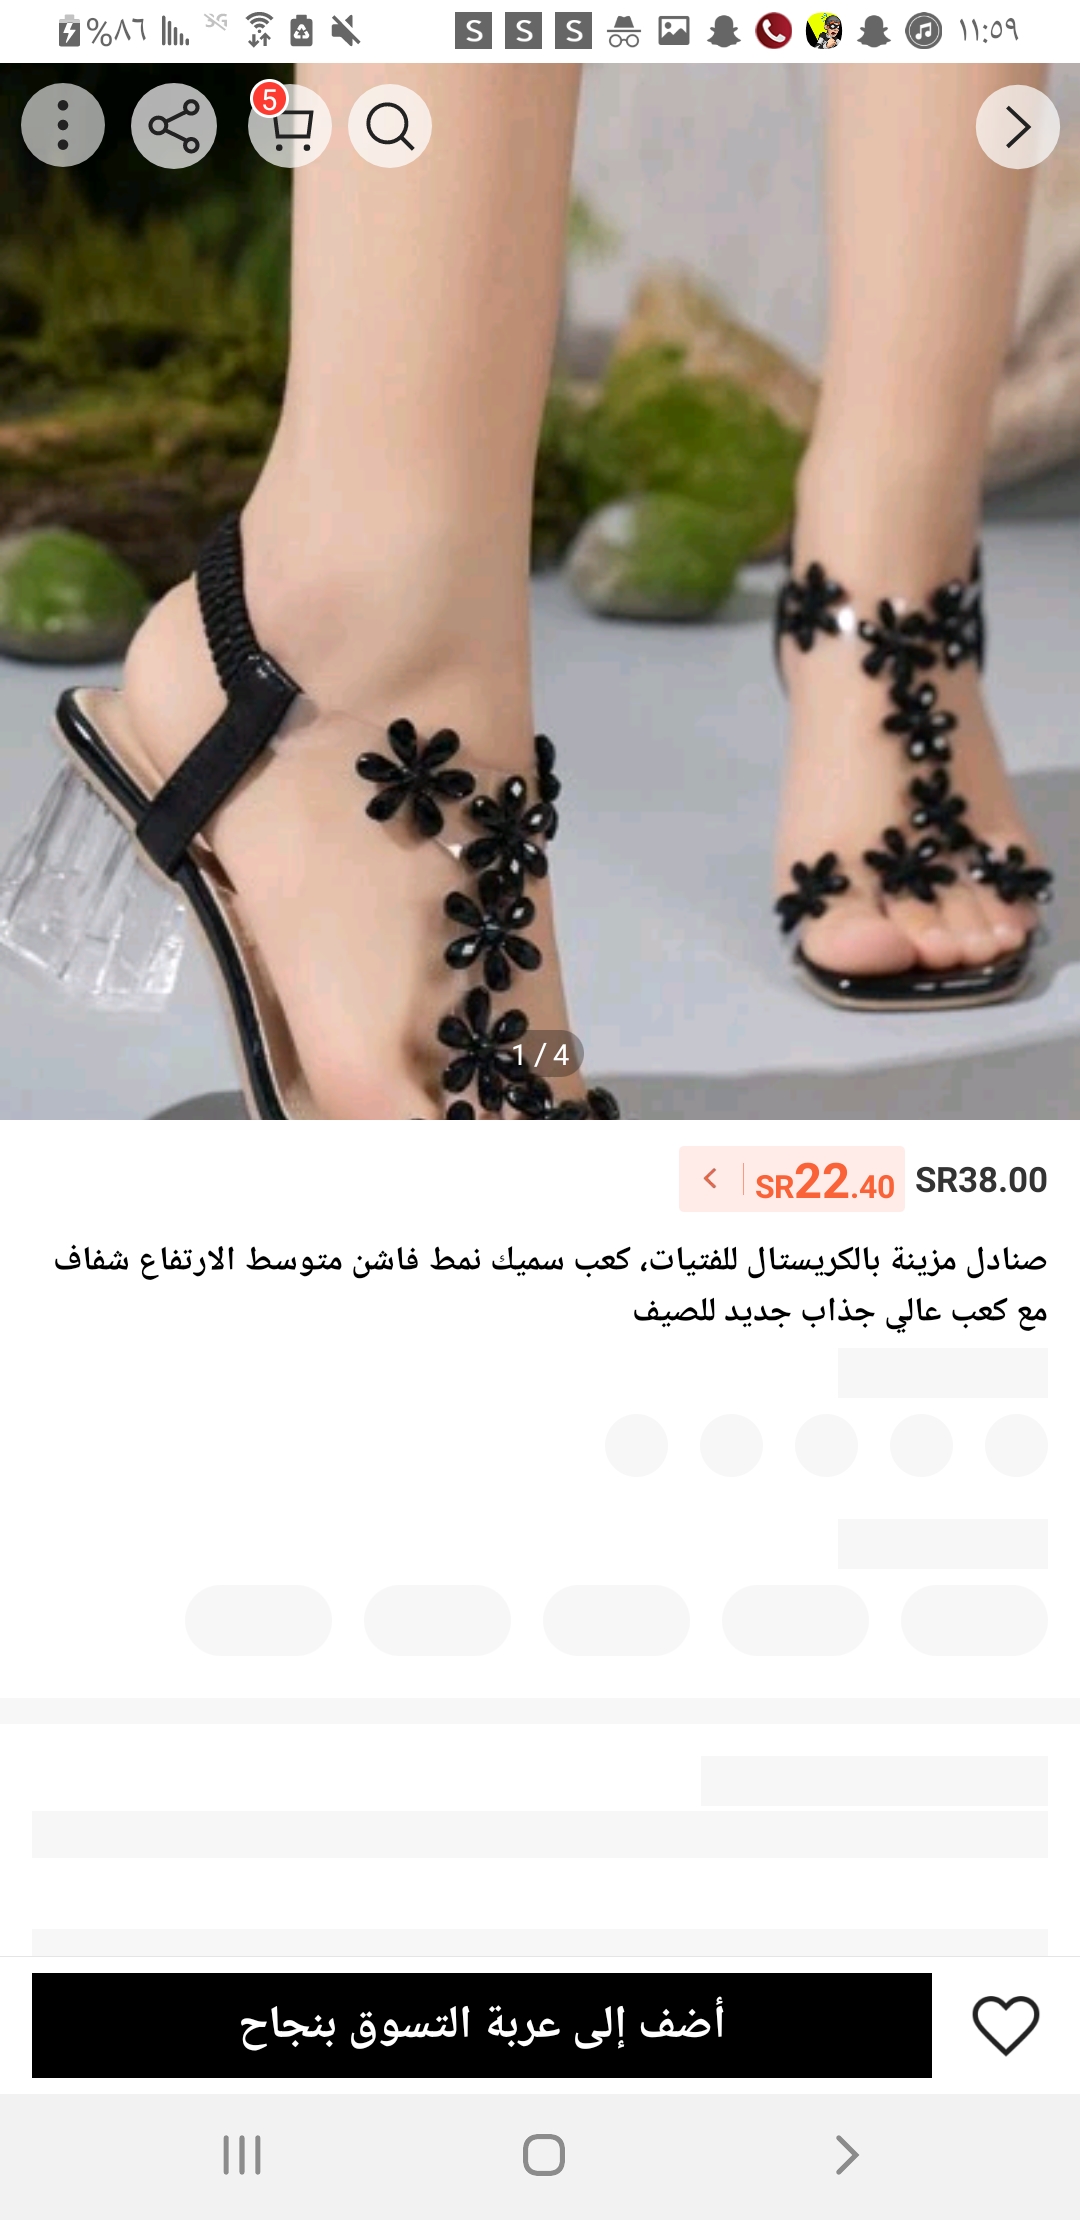 %٨٦ 3G S S S ١١:٥٩
5
1 / 4
SR38.00 SR22.40
صنادل مزينة بالكريستال للفتيات، كعب سميك نمط فاشن متوسط الارتفاع شفاف
مع كعب عالي جذاب جديد للصيف
أضف إلى عربة التسوق بنجاح